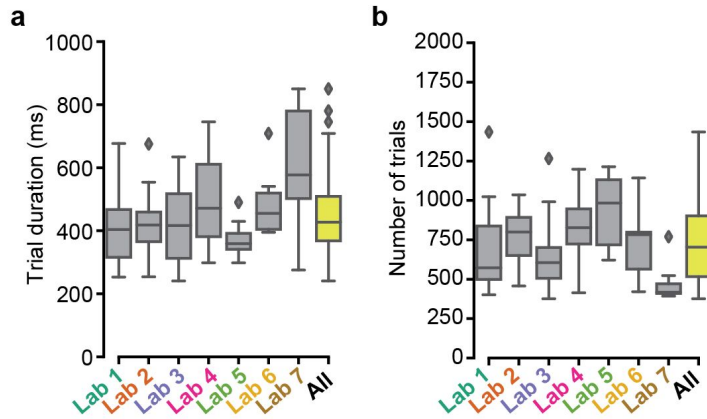 a
Trial duration (ms)
1000
800
600
400
200
0
Lab 1
Lab 2
Lab 3
Lab 4
Lab 5
Lab 6
Lab 7
All
b
Number of trials
2000
1750
1500
1250
1000
750
500
250
0
Lab 1
Lab 2
Lab 3
Lab 4
Lab 5
Lab 6
Lab 7
All